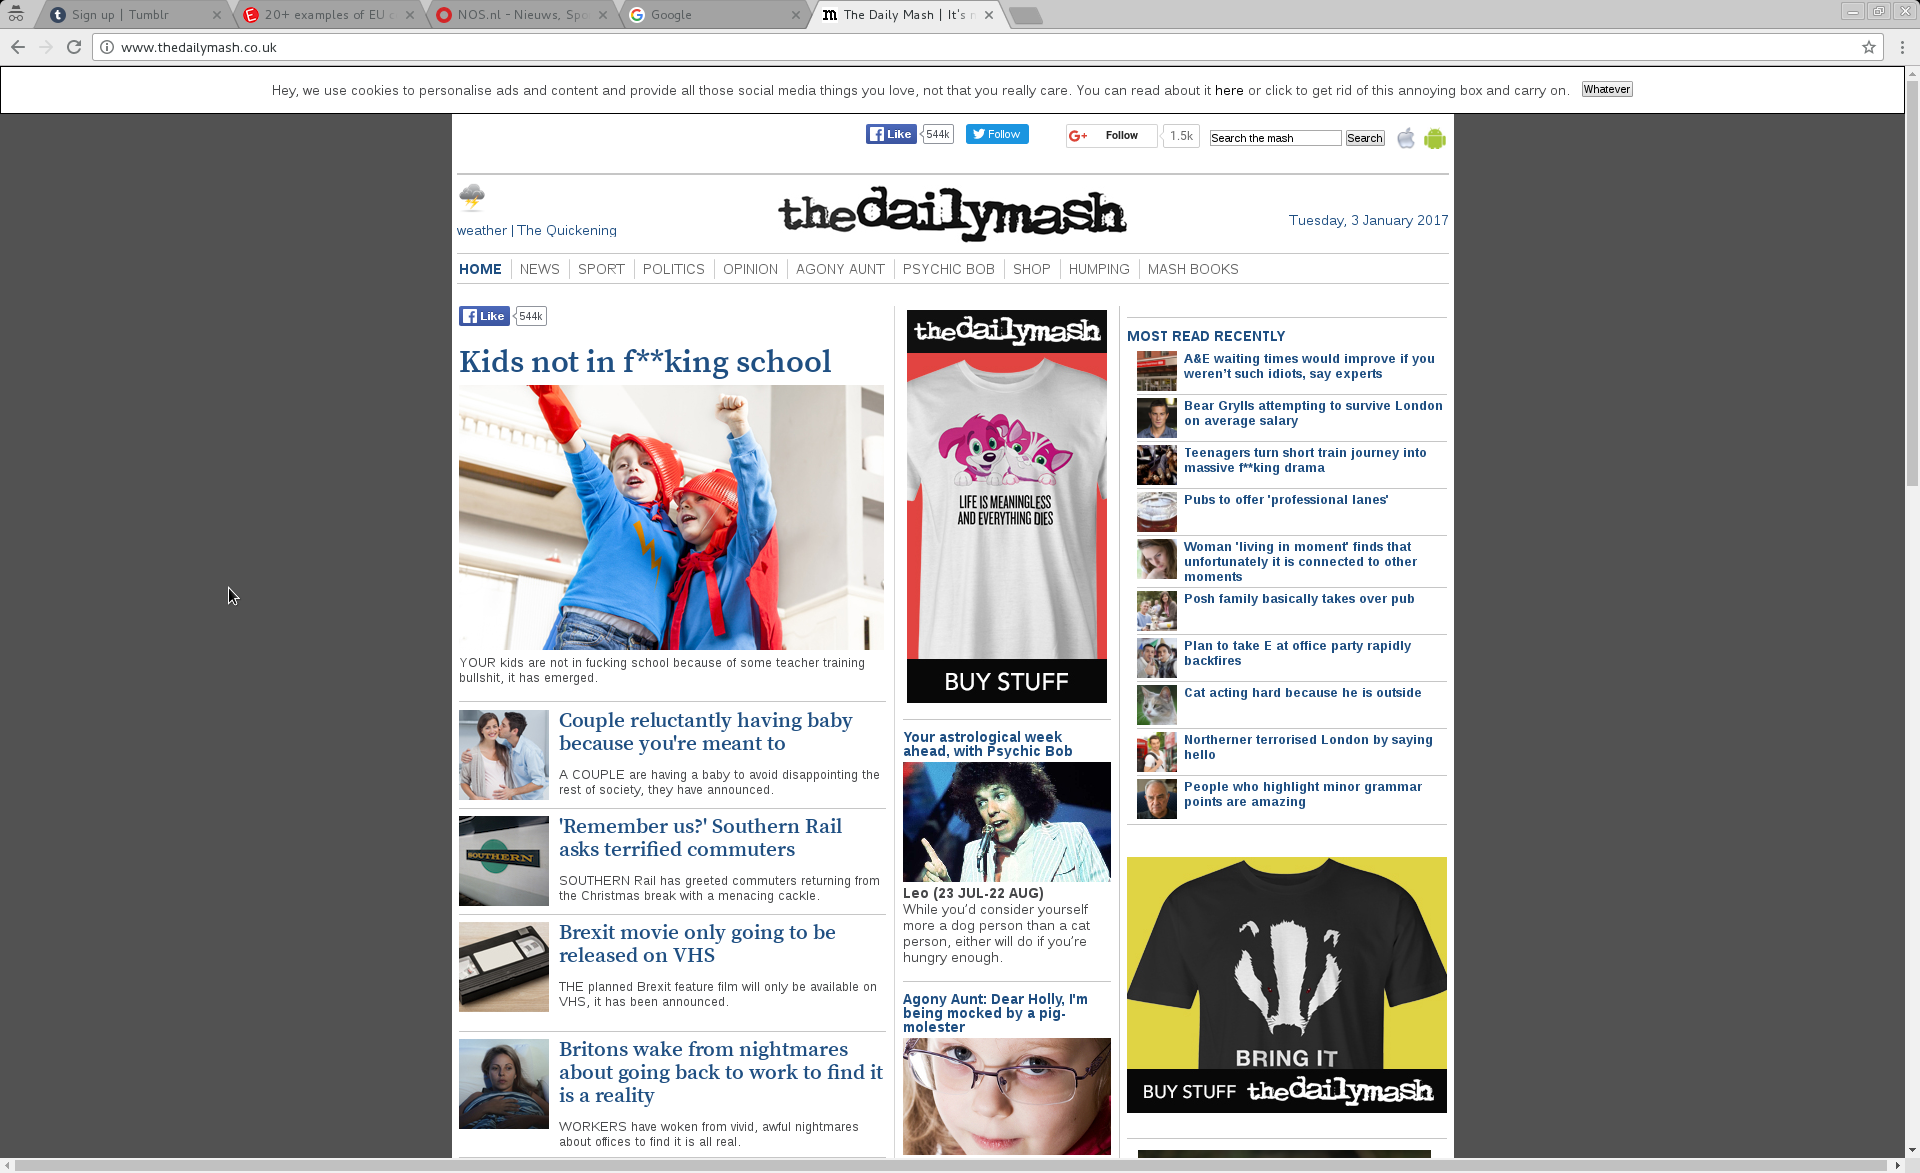 Sign up | Tumblr
20+ examples of EU c
NOS.nl - Nieuws, Spo
Google
The Daily Mash | It's n
www.thedailymash.co.uk
Hey, we use cookies to personalise ads and content and provide all those social media things you love, not that you really care. You can read about it here or click to get rid of this annoying box and carry on.
Whatever
Like
544k
Follow
G+ Follow
1.5k
Search the mash
Search
weather | The Quickening
thedailymash
Tuesday, 3 January 2017
HOME
NEWS
SPORT
POLITICS
OPINION
AGONY AUNT
PSYCHIC BOB
SHOP
HUMPING
MASH BOOKS
Like
544k
Kids not in f**king school
YOUR kids are not in fucking school because of some teacher training
bullshit, it has emerged.
Couple reluctantly having baby
because you're meant to
A COUPLE are having a baby to avoid disappointing the
rest of society, they have announced.
SOUTHERN
'Remember us?' Southern Rail
asks terrified commuters
SOUTHERN Rail has greeted commuters returning from
the Christmas break with a menacing cackle.
Brexit movie only going to be
released on VHS
THE planned Brexit feature film will only be available on
VHS, it has been announced.
Britons wake from nightmares
about going back to work to find it
is a reality
WORKERS have woken from vivid, awful nightmares
about offices to find it is all real.
thedailymash
LIFE IS MEANINGLESS
AND EVERYTHING DIES
BUY STUFF
Your astrological week
ahead, with Psychic Bob
Leo (23 JUL-22 AUG)
While you’d consider yourself
more a dog person than a cat
person, either will do if you’re
hungry enough.
Agony Aunt: Dear Holly, I'm
being mocked by a pig-
molester
MOST READ RECENTLY
A&E waiting times would improve if you
weren’t such idiots, say experts
Bear Grylls attempting to survive London
on average salary
Teenagers turn short train journey into
massive f**king drama
Pubs to offer 'professional lanes'
Woman 'living in moment' finds that
unfortunately it is connected to other
moments
Posh family basically takes over pub
Plan to take E at office party rapidly
backfires
Cat acting hard because he is outside
Northerner terrorised London by saying
hello
People who highlight minor grammar
points are amazing
BRING IT
BUY STUFF thedailymash